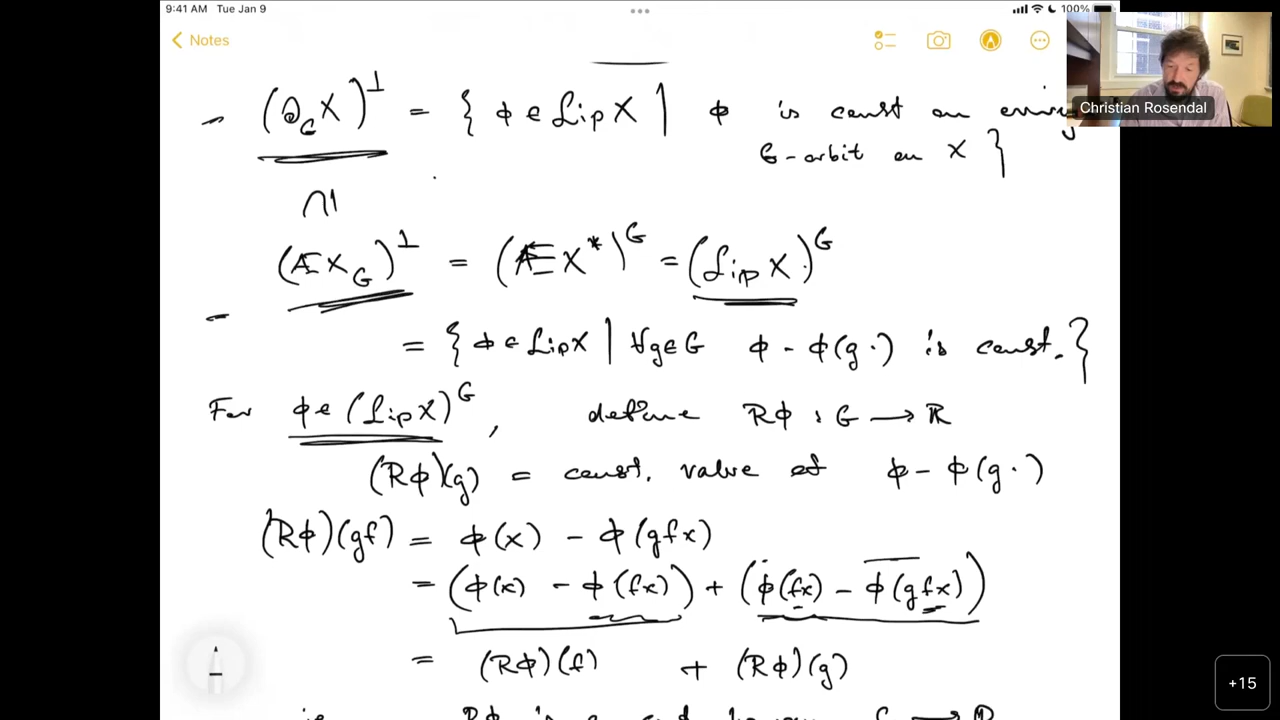 9:41 AM Tue Jan 9
100%
Notes
Christian Rosendal
- (∂_G X)^⊥ = { φ ∈ Lip X | φ is const on
G-orbit on X }
∩|
- (ÆX_G)^⊥ = (ÆX*)^G = (Lip X)^G
= { φ ∈ Lip X | ∀g∈G φ - φ(g·) is const. }
For φ ∈ (Lip X)^G, define Rφ : G → ℝ
(Rφ)(g) = const. value of φ - φ(g·)
(Rφ)(gf) = φ(x) - φ(gfx)
= (φ(x) - φ(fx)) + (φ(fx) - φ(gfx))
= (Rφ)(f) + (Rφ)(g)
+15